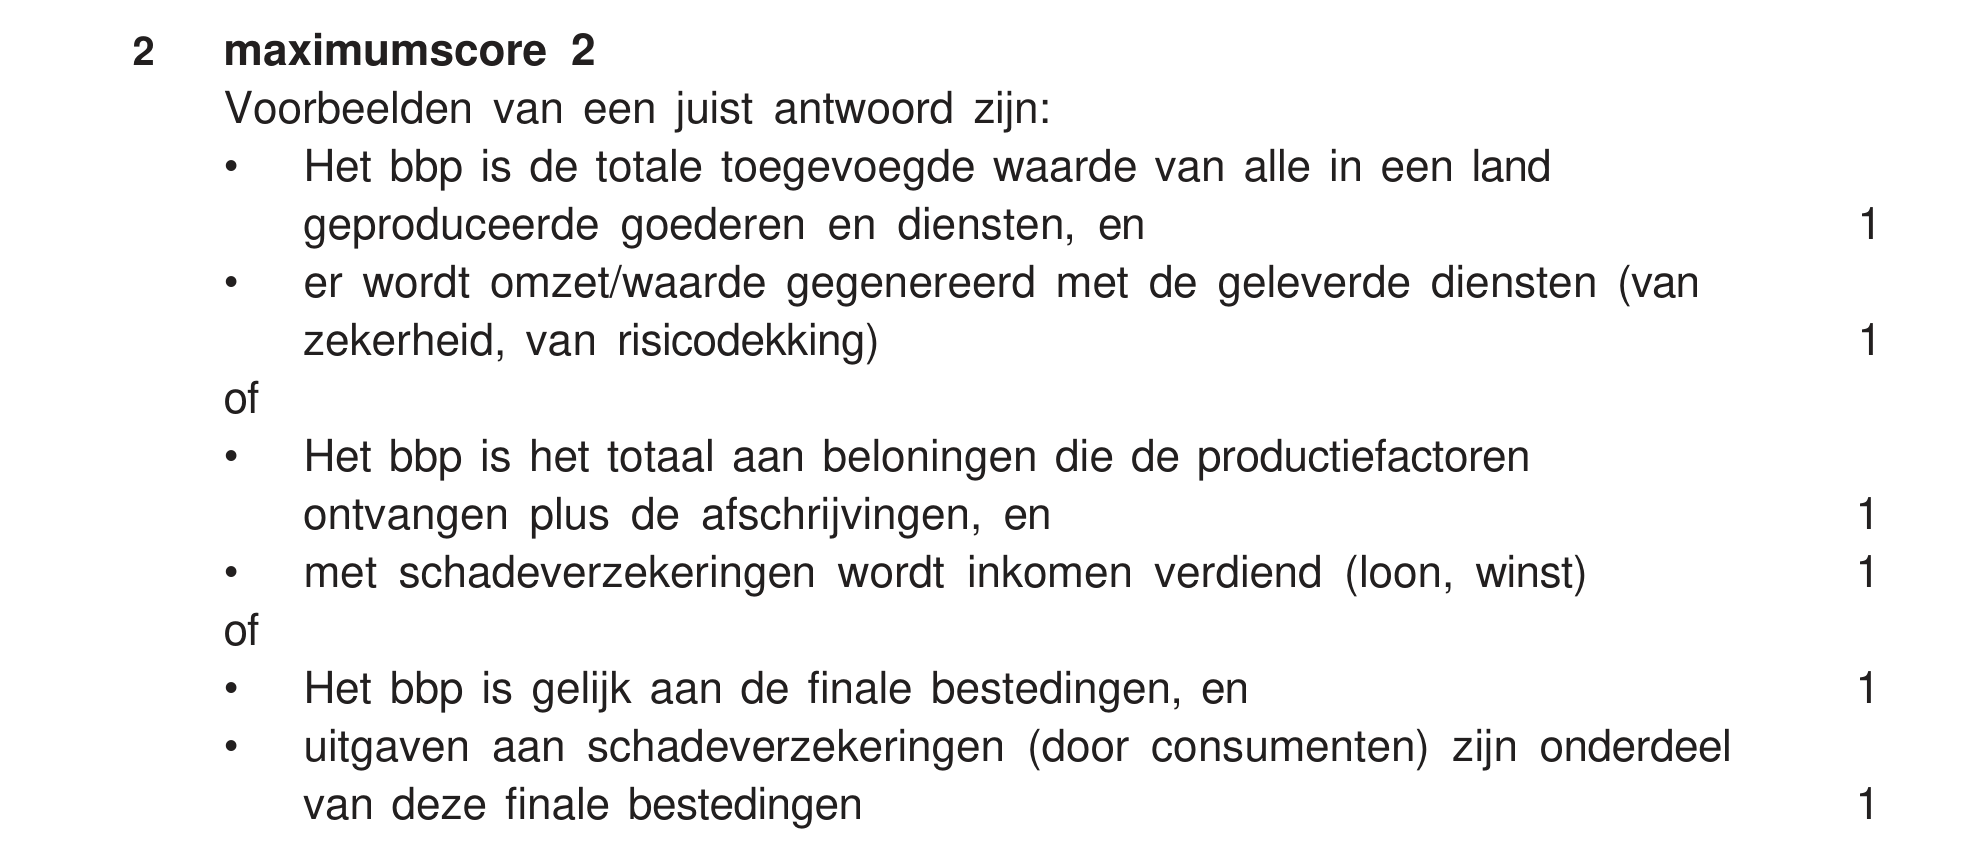 2 maximumscore 2
Voorbeelden van een juist antwoord zijn:
• Het bbp is de totale toegevoegde waarde van alle in een land
geproduceerde goederen en diensten, en 1
• er wordt omzet/waarde gegenereerd met de geleverde diensten (van
zekerheid, van risicodekking) 1
of
• Het bbp is het totaal aan beloningen die de productiefactoren
ontvangen plus de afschrijvingen, en 1
• met schadeverzekeringen wordt inkomen verdiend (loon, winst) 1
of
• Het bbp is gelijk aan de finale bestedingen, en 1
• uitgaven aan schadeverzekeringen (door consumenten) zijn onderdeel
van deze finale bestedingen 1